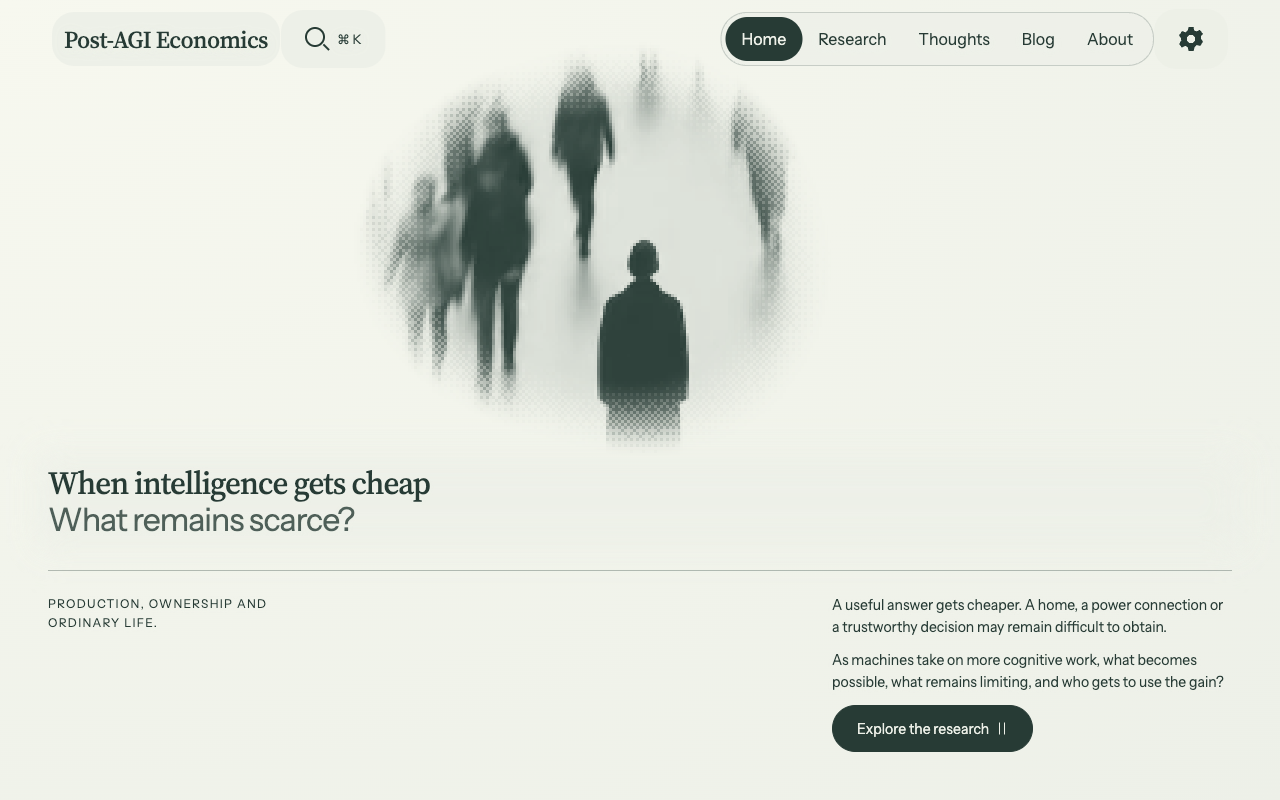 Post-AGI Economics
⌘ K
Home
Research
Thoughts
Blog
About
When intelligence gets cheap
What remains scarce?
PRODUCTION, OWNERSHIP AND
ORDINARY LIFE.
A useful answer gets cheaper. A home, a power connection or
a trustworthy decision may remain difficult to obtain.
As machines take on more cognitive work, what becomes
possible, what remains limiting, and who gets to use the gain?
Explore the research